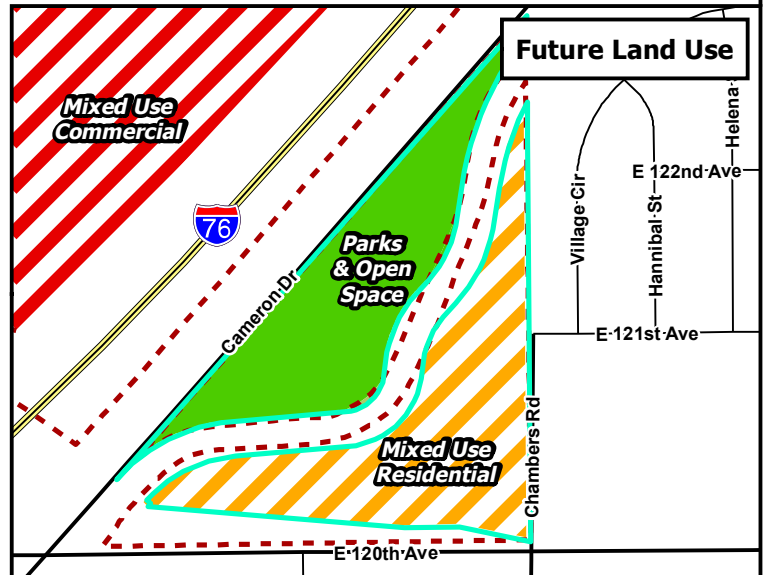 Future Land Use
Mixed Use
Commercial
Helena
E 122nd Ave
76
Village Cir
Hannibal St
Parks
& Open
Space
Cameron Dr
E 121st Ave
Chambers Rd
Mixed Use
Residential
E 120th Ave